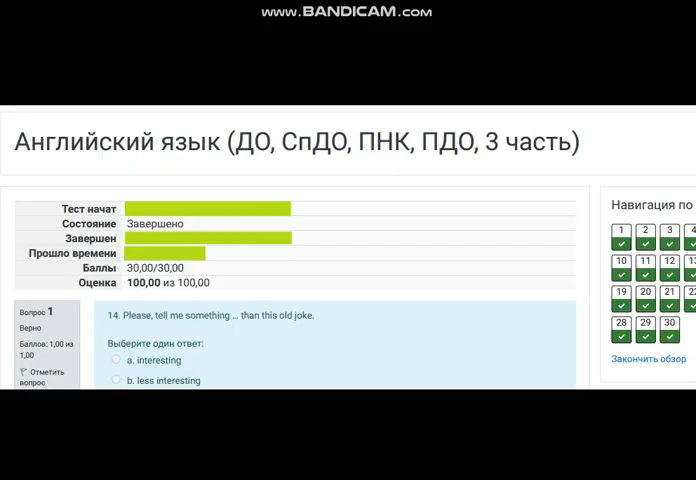 www.BANDICAM.com
Английский язык (ДО, СпДО, ПНК, ПДО, 3 часть)
Тест начат
Состояние Завершено
Завершен
Прошло времени
Баллы 30,00/30,00
Оценка 100,00 из 100,00
Вопрос 1
Верно
Баллов: 1,00 из
1,00
Отметить
вопрос
14. Please, tell me something … than this old joke.
Выберите один ответ:
a. interesting
b. less interesting
Навигация по
1 2 3 4
10 11 12 13
19 20 21 22
28 29 30
Закончить обзор